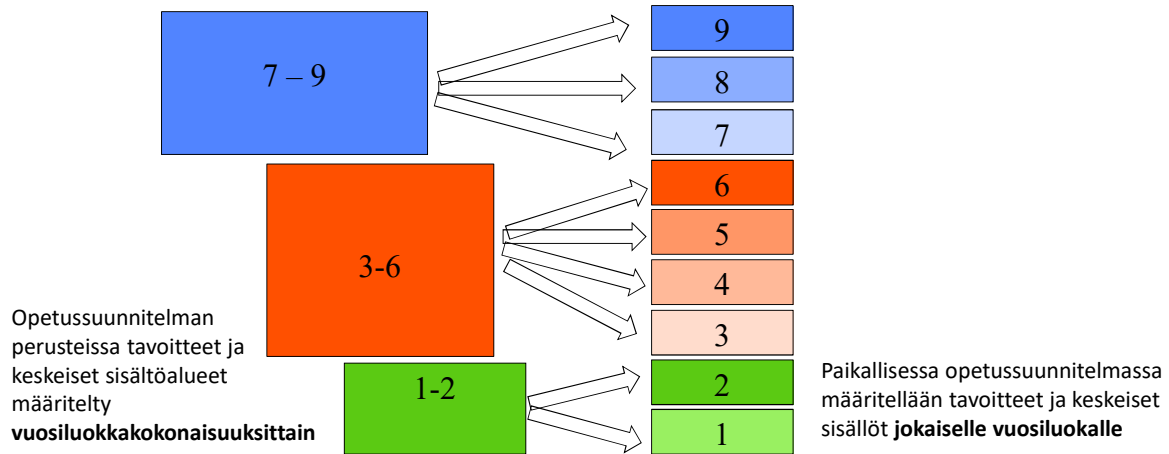 7 – 9
9
8
7
3-6
6
5
4
3
1-2
2
1
Opetussuunnitelman
perusteissa tavoitteet ja
keskeiset sisältöalueet
määritelty
vuosiluokkakokonaisuuksittain
Paikallisessa opetussuunnitelmassa
määritellään tavoitteet ja keskeiset
sisällöt jokaiselle vuosiluokalle